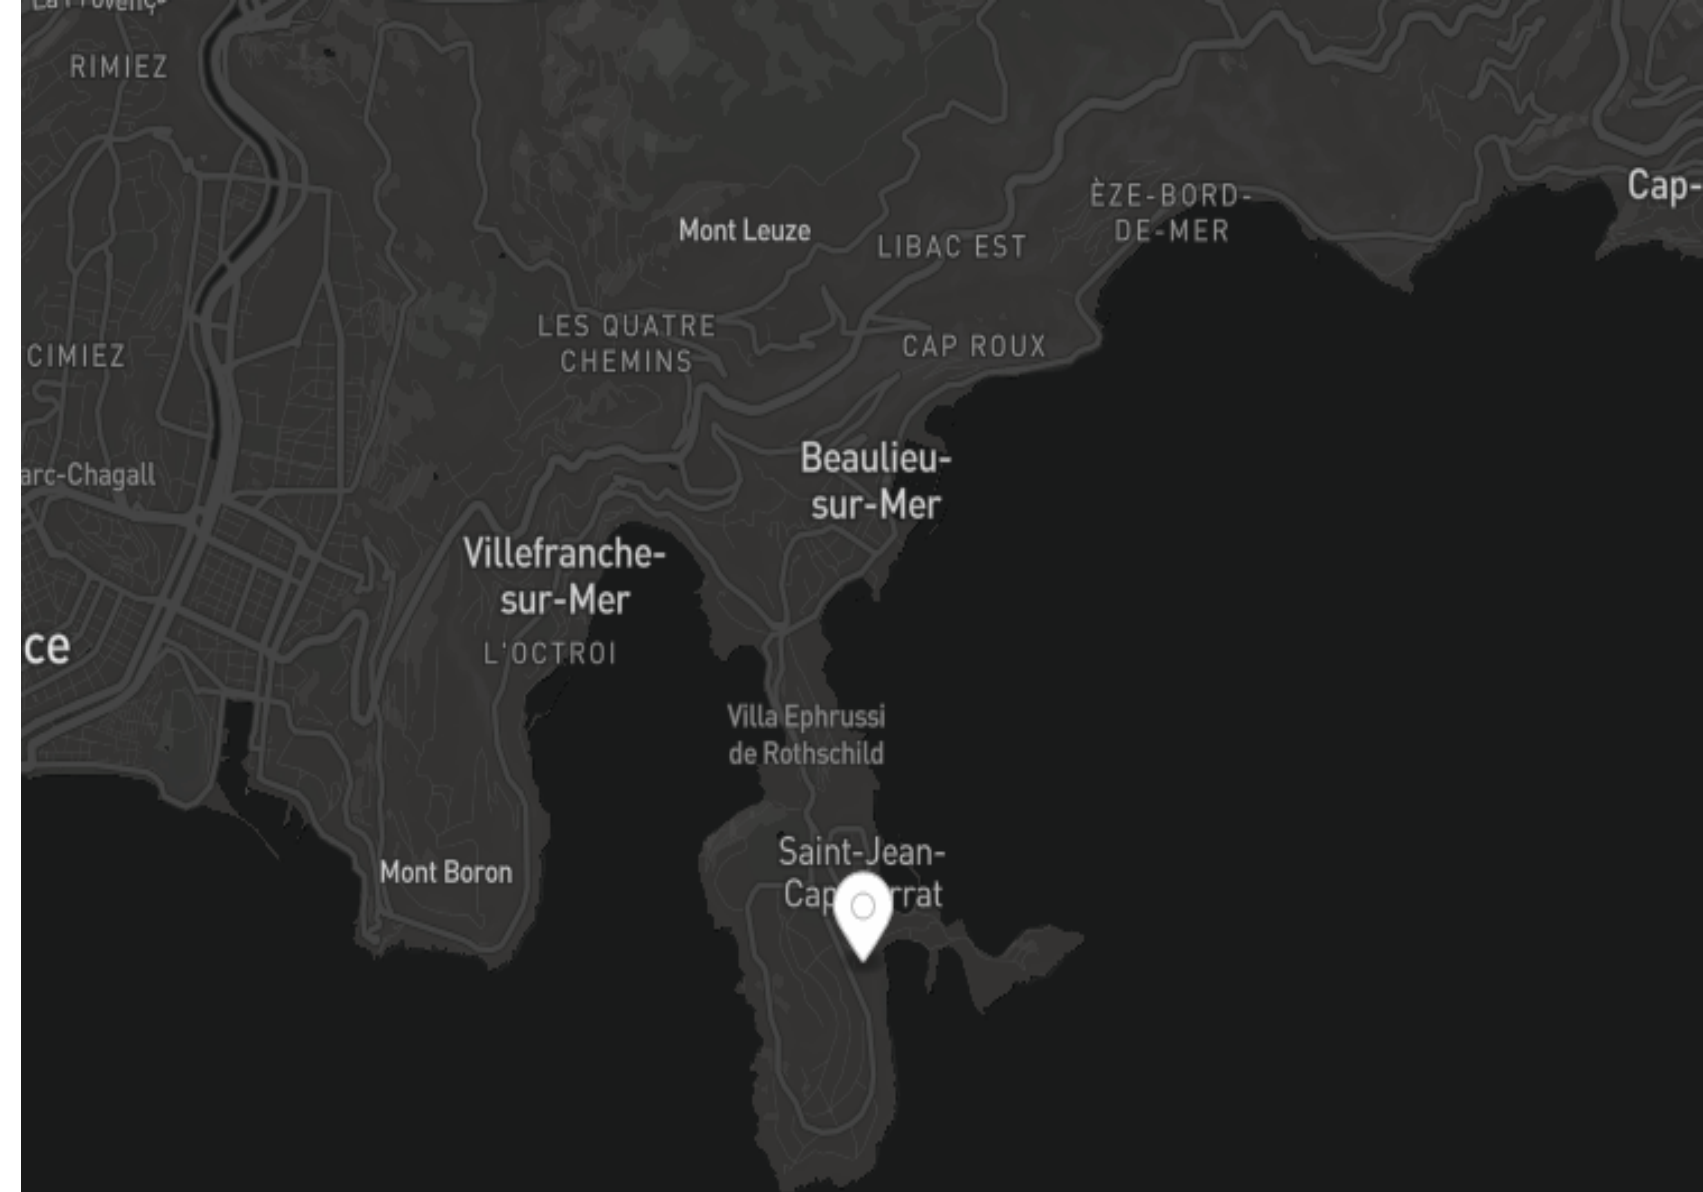 RIMIEZ
Cap-
ÈZE-BORD-
DE-MER
Mont Leuze
LIBAC EST
LES QUATRE
CHEMINS
CAP ROUX
CIMIEZ
Beaulieu-
sur-Mer
arc-Chagall
Villefranche-
sur-Mer
L'OCTROI
ce
Villa Ephrussi
de Rothschild
Saint-Jean-
Cap rrat
Mont Boron